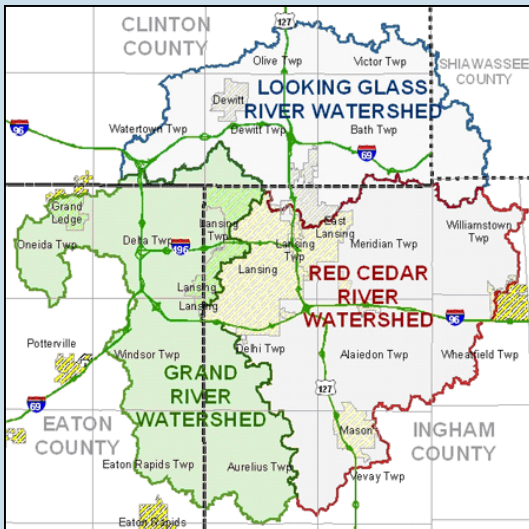 CLINTON
COUNTY
127
Olive Twp
Victor Twp
SHIAWASSEE
COUNTY
LOOKING GLASS
RIVER WATERSHED
Dewitt
96
Watertown Twp
Dewitt Twp
Bath Twp
69
Grand
Ledge
Oneida Twp
Delta Twp
496
Lansing
Twp
East
Lansing
Lansing
Twp
Meridian Twp
Williamstown
Twp
Lansing
Lansing
Lansing
RED CEDAR
RIVER
WATERSHED
96
Potterville
Windsor Twp
Delhi Twp
Alaiedon Twp
Wheatfield Twp
GRAND
RIVER
WATERSHED
127
69
EATON
COUNTY
Mason
INGHAM
COUNTY
Eaton Rapids Twp
Aurelius Twp
Vevay Twp
Eaton Rapids